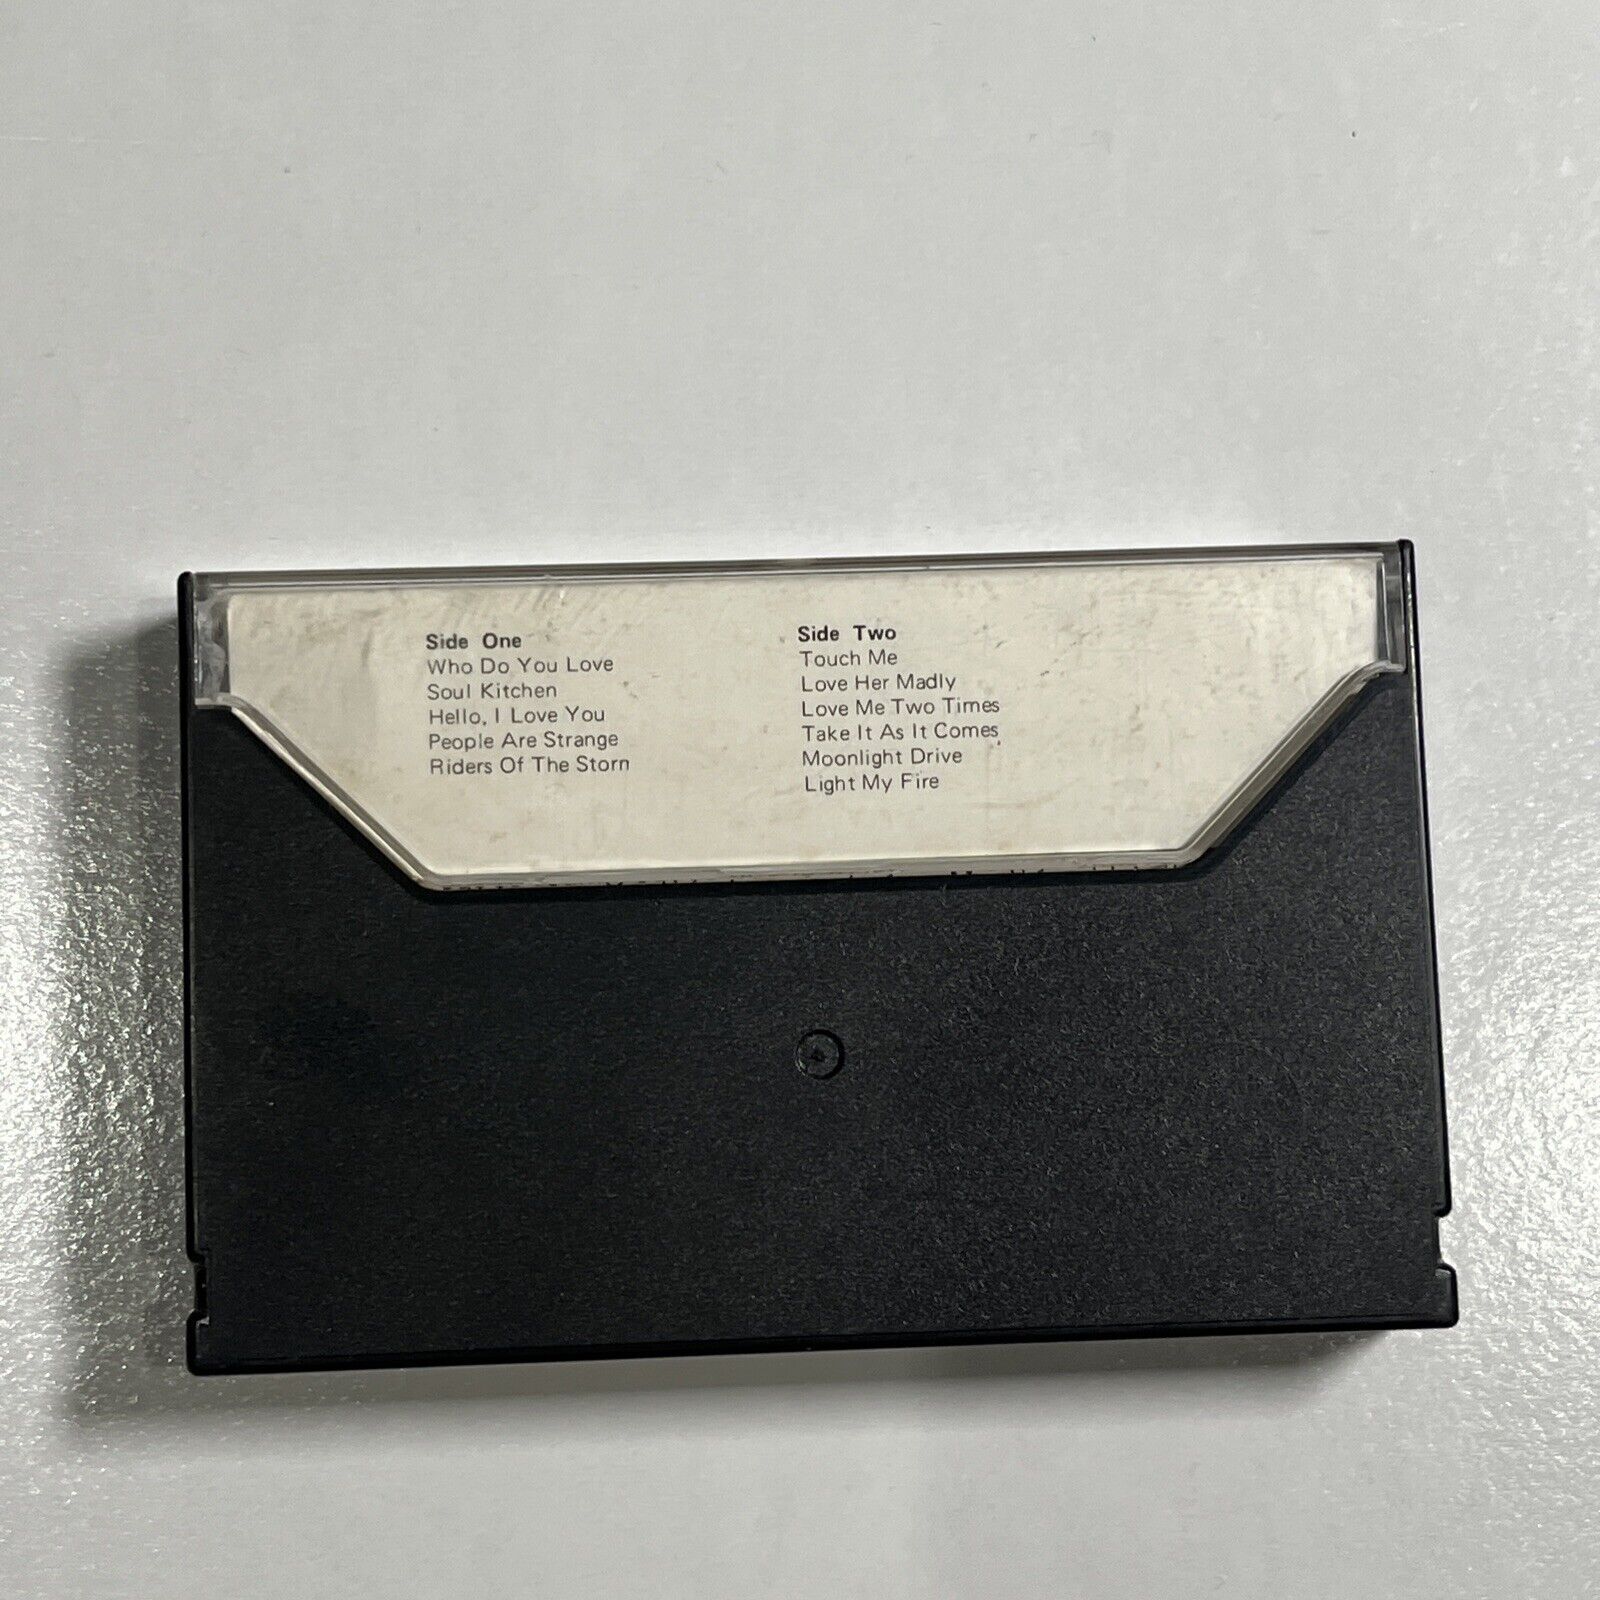 Side One
Who Do You Love
Soul Kitchen
Hello, I Love You
People Are Strange
Riders Of The Storn
Side Two
Touch Me
Love Her Madly
Love Me Two Times
Take It As It Comes
Moonlight Drive
Light My Fire